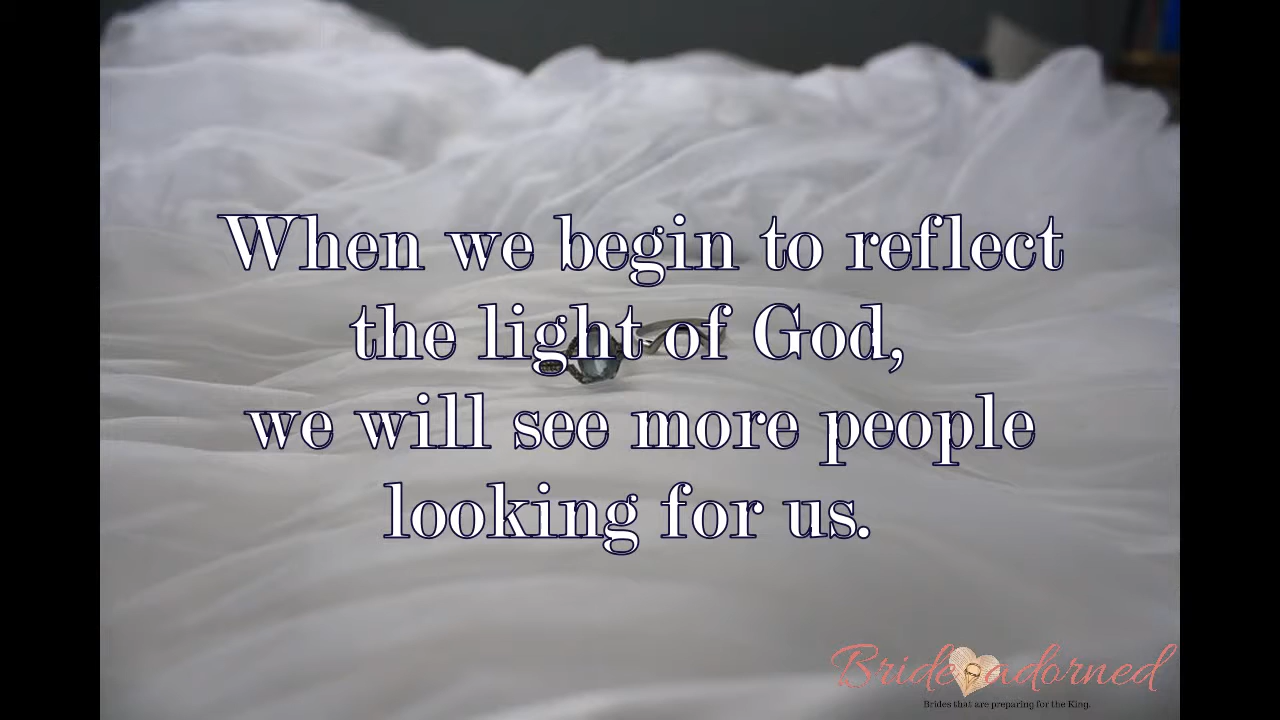 When we begin to reflect
the light of God,
we will see more people
looking for us.
Bride adorned
Brides that are preparing for the King.